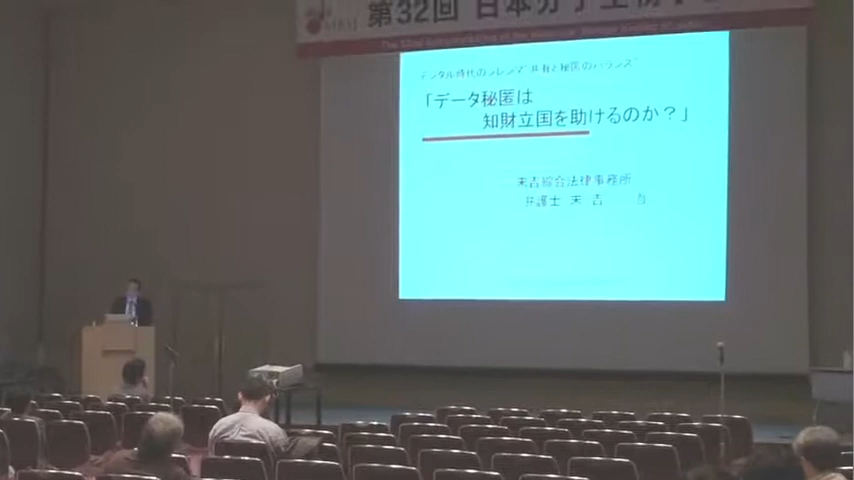 第32回 日本分子生物学
デジタル時代のジレンマ"共有と秘匿のバランス"
「データ秘匿は
知財立国を助けるのか？」
末吉綜合法律事務所
弁護士 末 吉